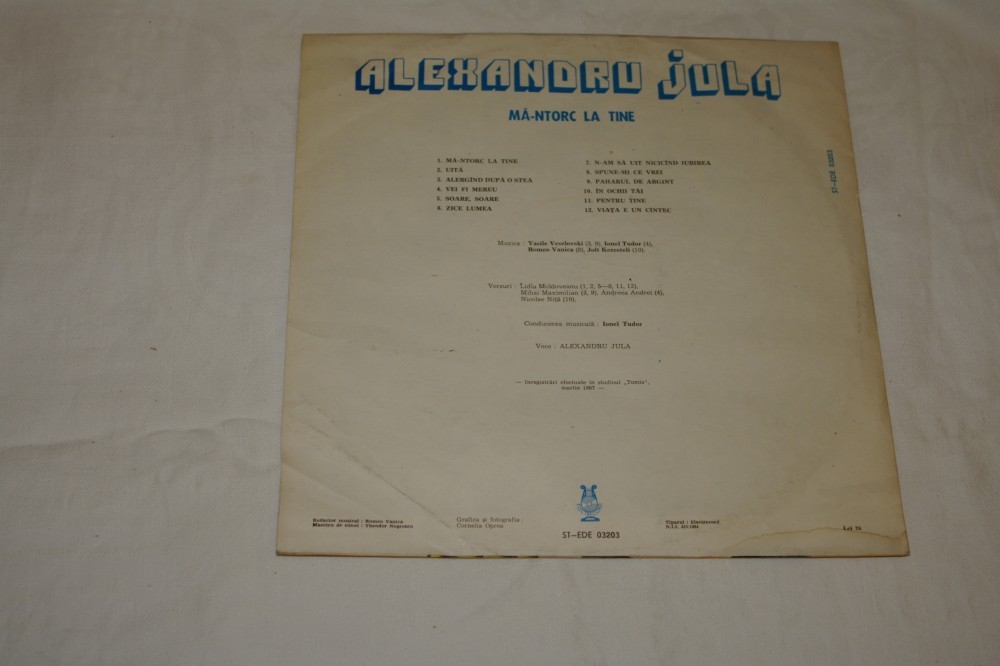 ALEXANDRU JULA
MĂ-NTORC LA TINE
1. MĂ-NTORC LA TINE
2. UITĂ
3. ALERGÎND DUPĂ O STEA
4. VEI FI MEREU
5. SOARE, SOARE
6. ZICE LUMEA
7. N-AM SĂ UIT NICICÎND IUBIREA
8. SPUNE-MI CE VREI
9. PAHARUL DE ARGINT
10. ÎN OCHII TĂI
11. PENTRU TINE
12. VIAȚA E UN CÎNTEC
ST-EDE 03203
Muzica : Vasile Veselovski (3, 9), Ionel Tudor (4),
Romeo Vanica (8), Jolt Kerestely (10).
Versuri : Lidia Moldoveanu (1, 2, 5—8, 11, 12),
Mihai Maximilian (3, 9), Andreea Andrei (4),
Nicolae Niță (10).
Conducerea muzicală : Ionel Tudor
Voce : ALEXANDRU JULA
— Înregistrări efectuate în studioul „Tomis",
martie 1987 —
Redactor muzical : Romeo Vanica
Maestru de sunet : Theodor Negrescu
Grafica și fotografia :
Cornelia Oprea
ST—EDE 03203
Tiparul : Electrecord
Lei 76